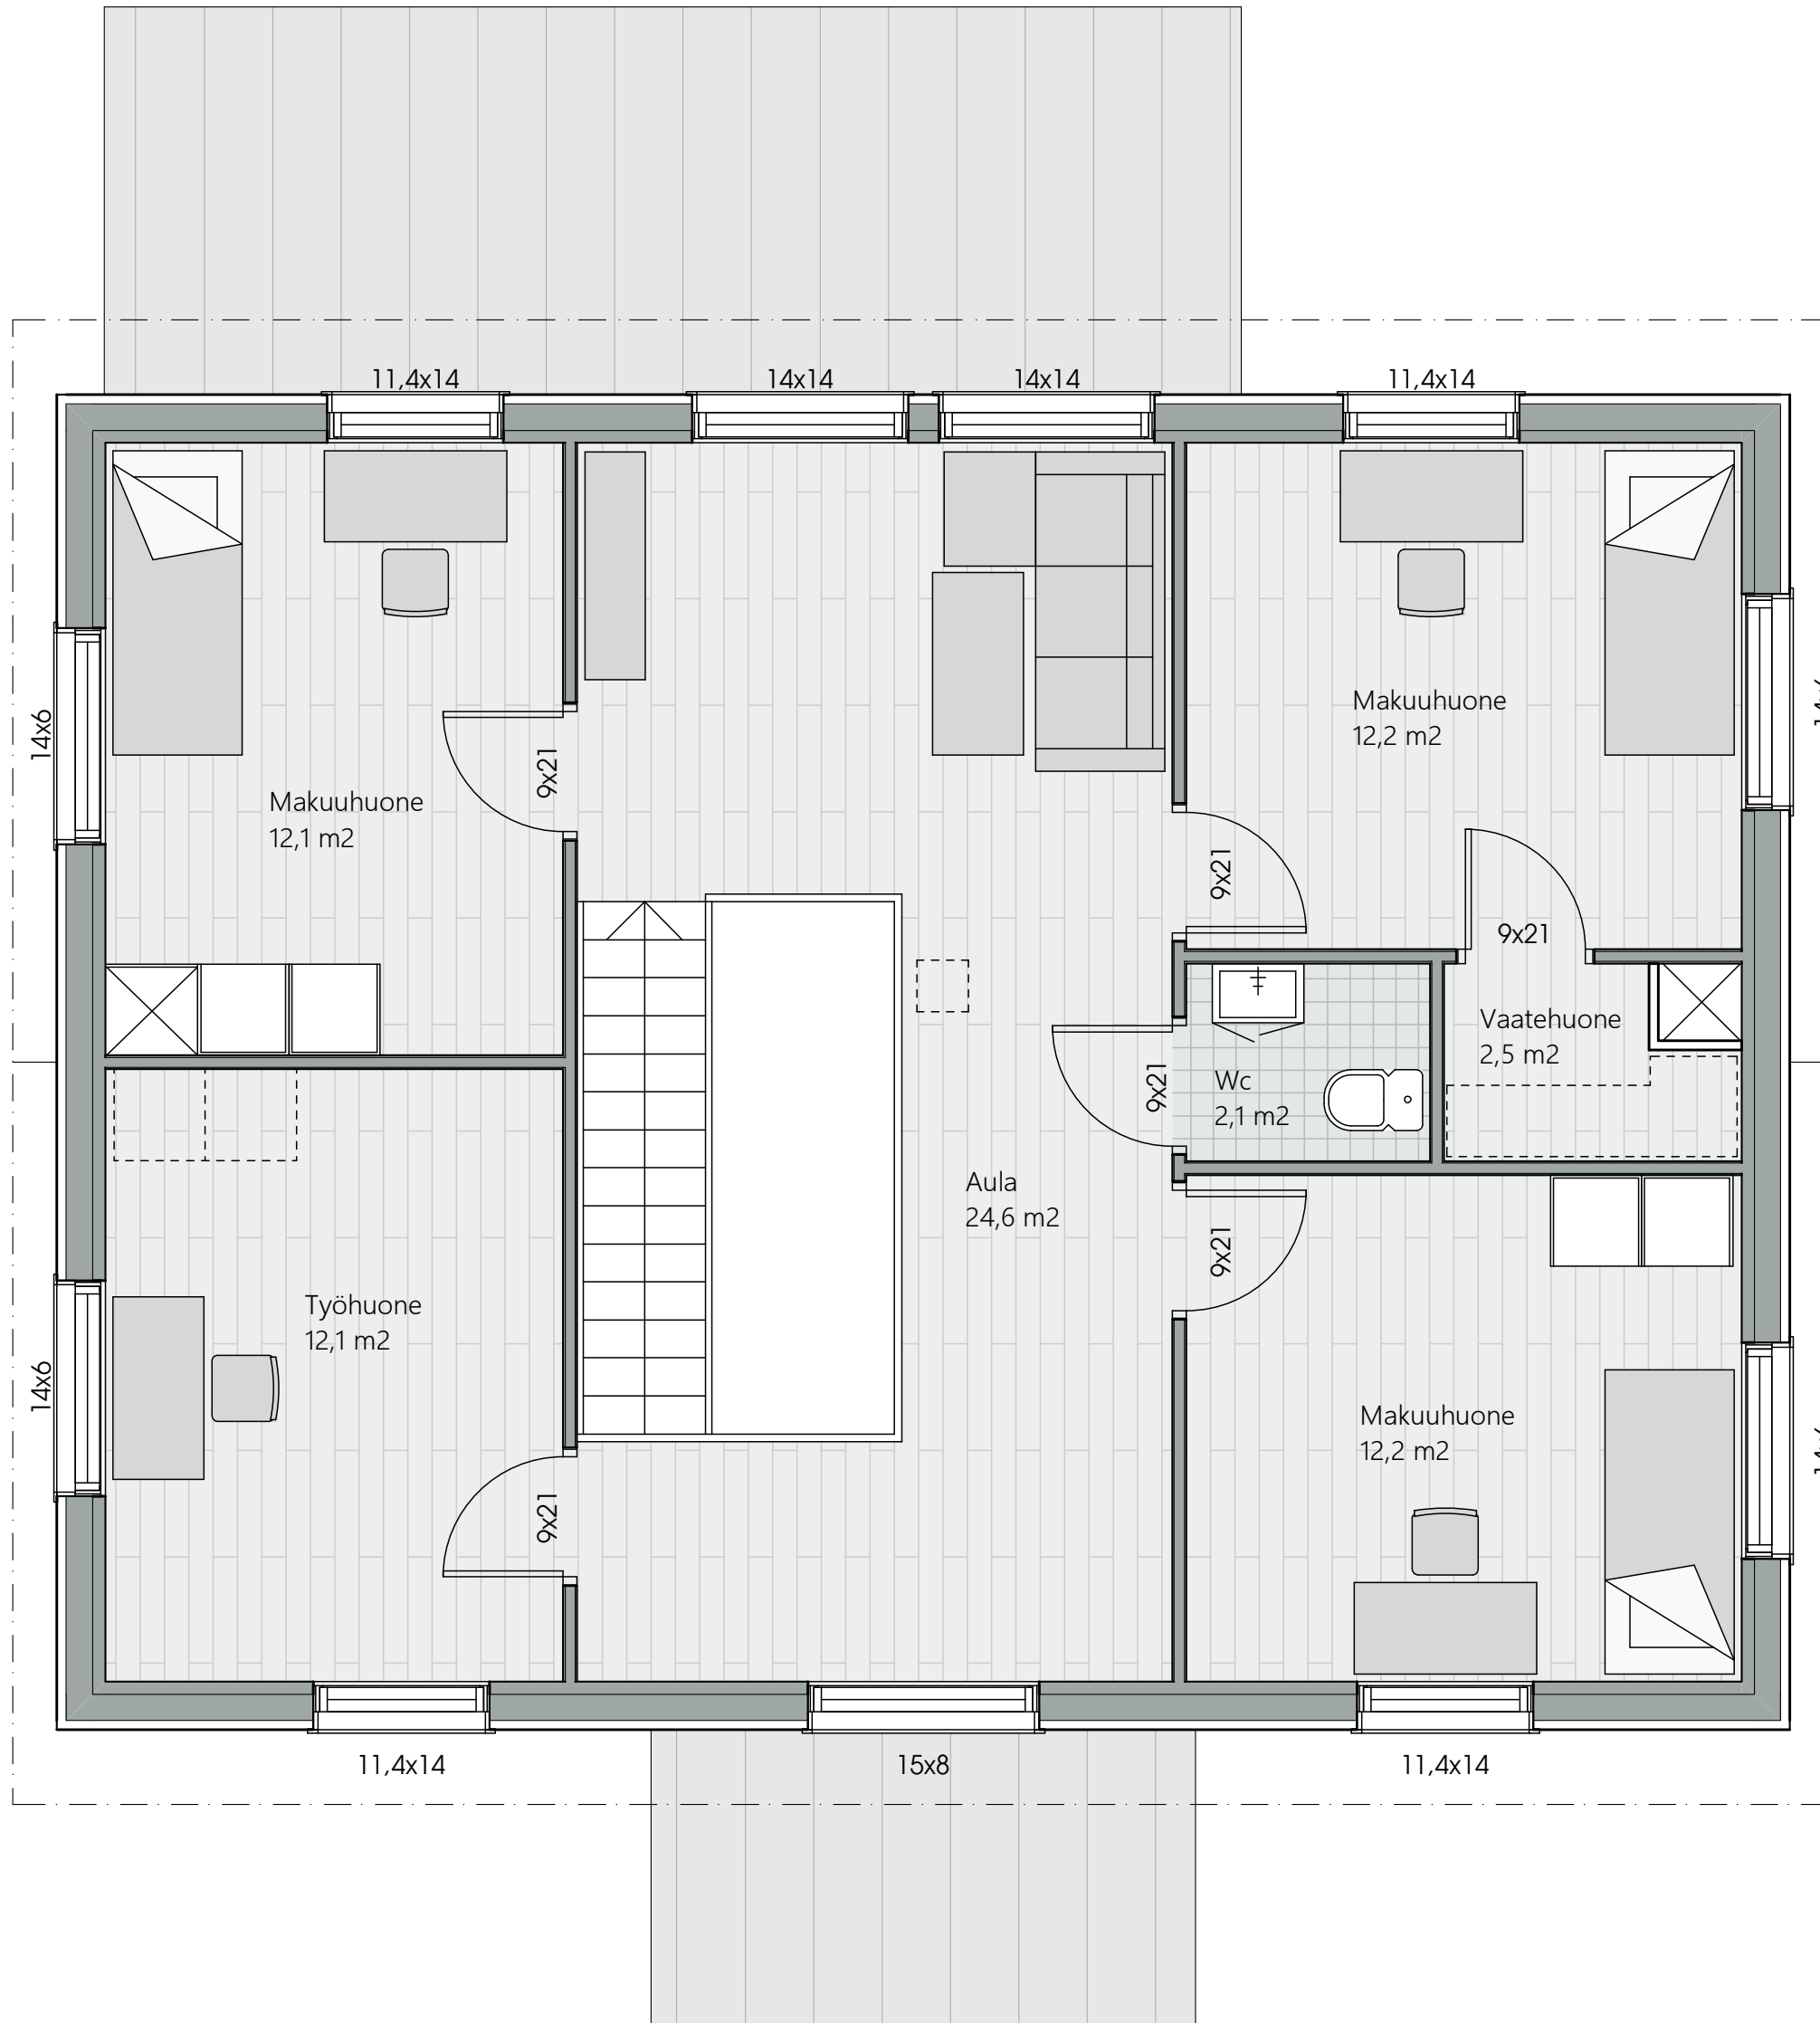 11,4x14
14x14
14x14
11,4x14
14x6
Makuuhuone
12,2 m2
9x21
Makuuhuone
12,1 m2
9x21
9x21
Vaatehuone
2,5 m2
Wc
2,1 m2
9x21
Aula
24,6 m2
9x21
Työhuone
12,1 m2
14x6
Makuuhuone
12,2 m2
9x21
11,4x14
15x8
11,4x14